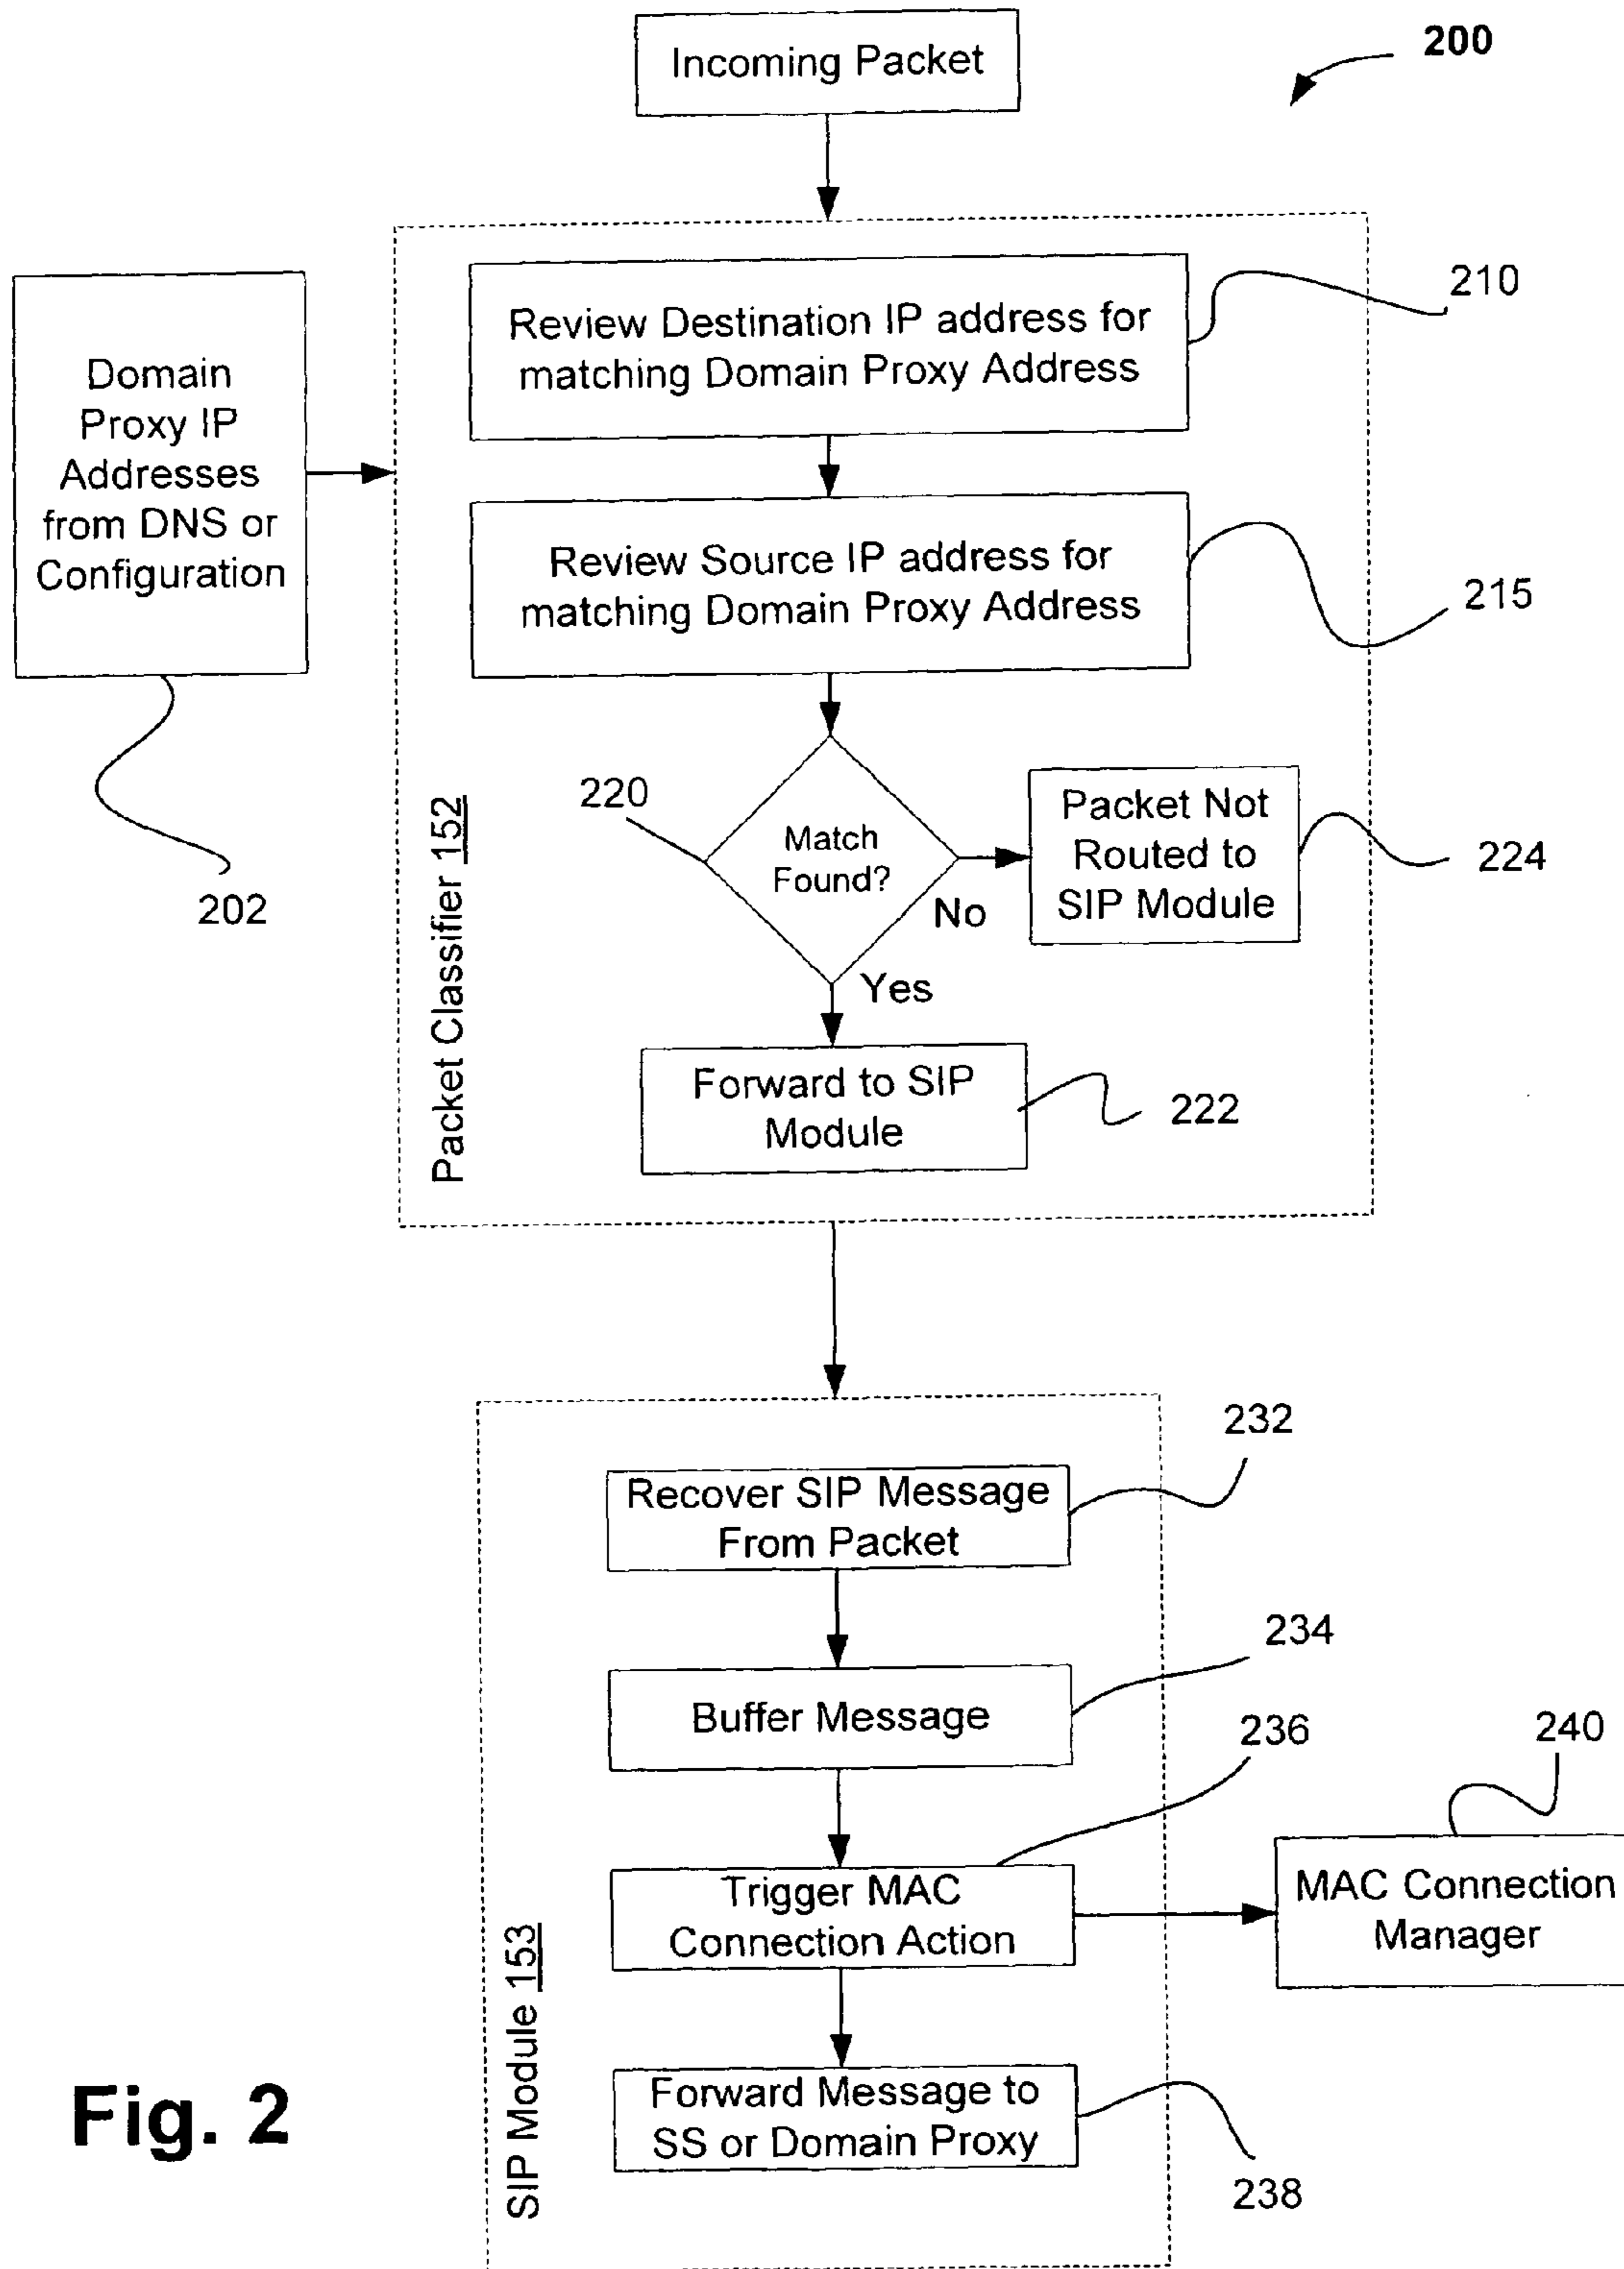 Incoming Packet
200
Review Destination IP address for
matching Domain Proxy Address
210
Domain
Proxy IP
Addresses
from DNS or
Configuration
202
Review Source IP address for
matching Domain Proxy Address
215
220
Match
Found?
No
Yes
Packet Not
Routed to
SIP Module
224
Forward to SIP
Module
222
Packet Classifier 152
Recover SIP Message
From Packet
232
Buffer Message
234
Trigger MAC
Connection Action
236
MAC Connection
Manager
240
Forward Message to
SS or Domain Proxy
238
SIP Module 153
Fig. 2